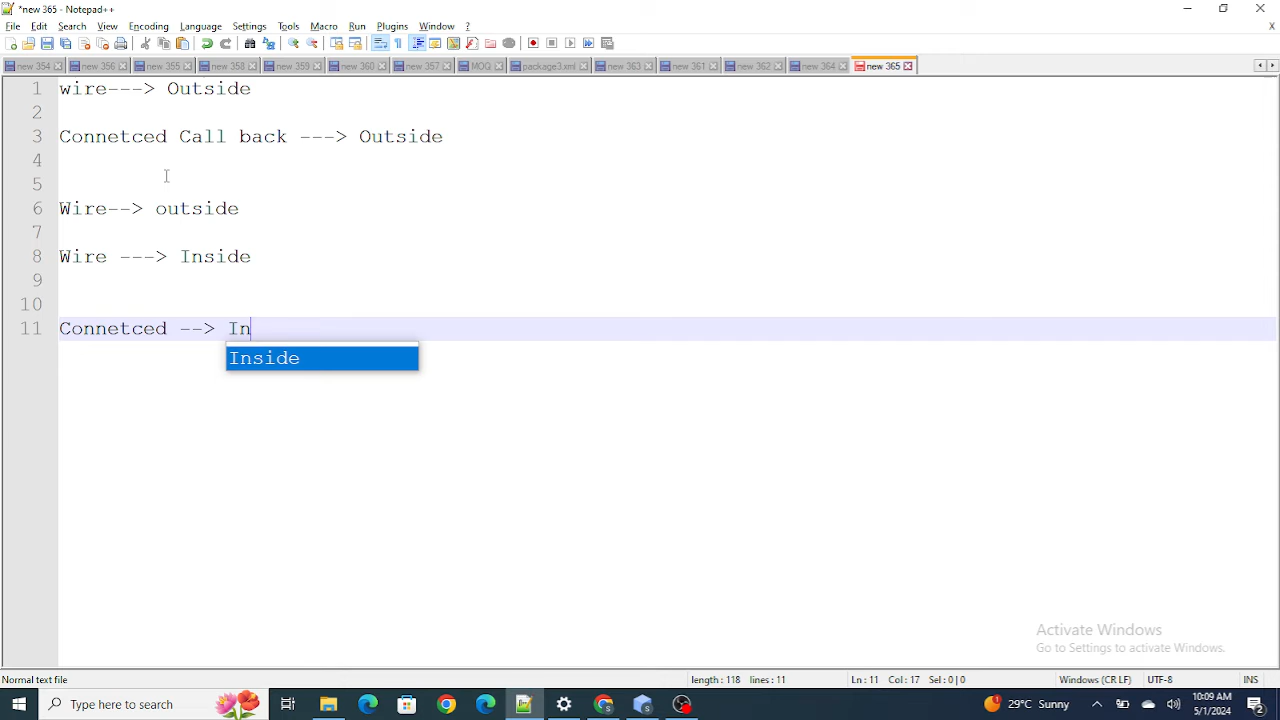 *new 365 - Notepad++
File Edit Search View Encoding Language Settings Tools Macro Run Plugins Window ?
new 354 new 356 new 355 new 358 new 359 new 360 new 357 MOQ package3.xml new 363 new 361 new 362 new 364 new 365
1 wire---> Outside
2
3 Connetced Call back ---> Outside
4
5
6 Wire--> outside
7
8 Wire ---> Inside
9
10
11 Connetced --> In
Inside
Activate Windows
Go to Settings to activate Windows.
Normal text file length: 118 lines: 11 Ln: 11 Col: 17 Sel: 0 | 0 Windows (CR LF) UTF-8 INS
Type here to search 29°C Sunny 10:09 AM
5/1/2024